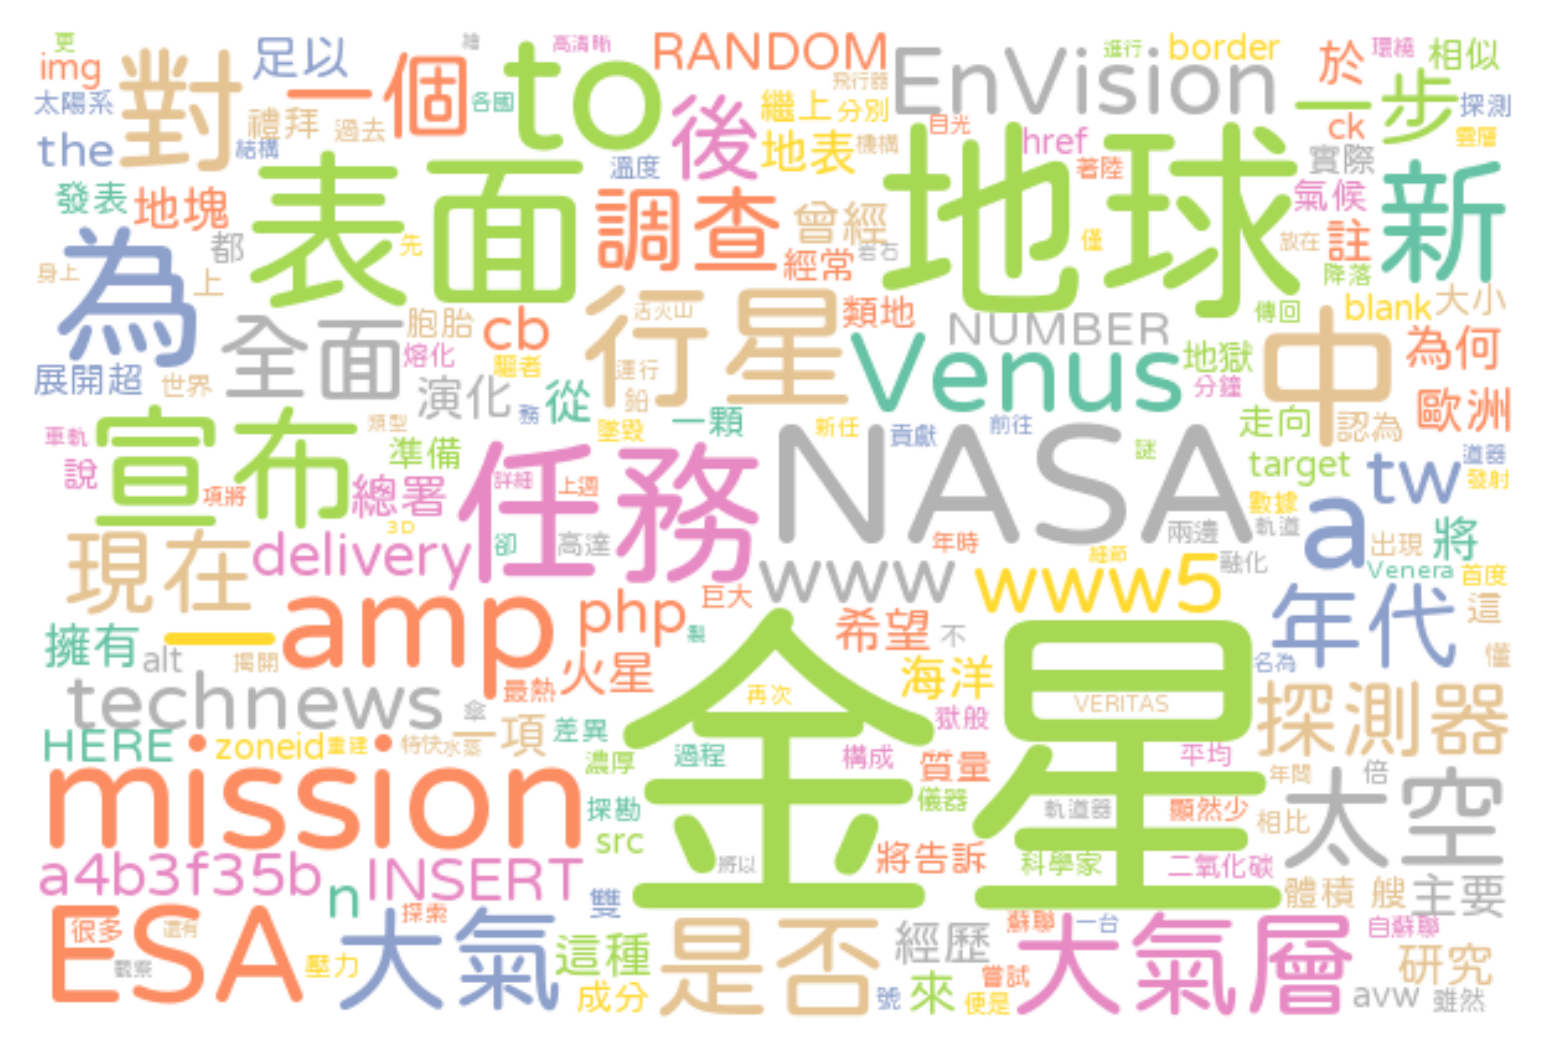 更
img
太陽系
the
對
足以
禮拜
過去
結構
一個
繪
各國
to
高清晰
RANDOM
後
繼上
分別
飛行器
地表
機構
溫度
EnVision
目光
進行
border
href
著陸
於
環繞
相似
一步
探測
雲層
ck
實際
氣候
發表
地塊
都
表面
先
調查
曾經
經常
岩石
地球
僅
放在
註
降落
新
為
身上
上
全面
胞胎
cb
熔化
驅者
行星
活火山
運行
鉛
類地
NUMBER
Venus
傳回
地獄
分鐘
中
blank
大小
為何
展開超
世界
演化
務
從
墜毀
一顆
新任
貢獻
前往
走向
認為
歐洲
重軌
說
宣布
類型
準備
項將
總署
3D
任務
詳細
上週
卻
高達
NASA
謎
兩邊
target
數據
軌道
a
tw
道器
發射
現在
delivery
年時
www
細節
www5
融化
出現
將
Venera
首度
擁有
alt
一
揭開
amp
php
製
巨大
希望
不
年代
這
懂
technews
傘
一項
最熱
火星
差異
金星
再次
海洋
獄般
VERITAS
名為
探測器
HERE
zoneid
重建
特快
水蒸
濃厚
過程
構成
質量
平均
年間
倍
mission
探勘
src
儀器
軌道器
顯然少
相比
太空
a4b3f35b
n
INSERT
將以
將告訴
科學家
二氧化碳
體積
艘
主要
ESA
很多
還有
觀察
壓力
大氣
探索
雙
這種
成分
是否
號
經歷
來
便是
嘗試
蘇聯
一台
大氣層
自蘇聯
研究
avw
雖然